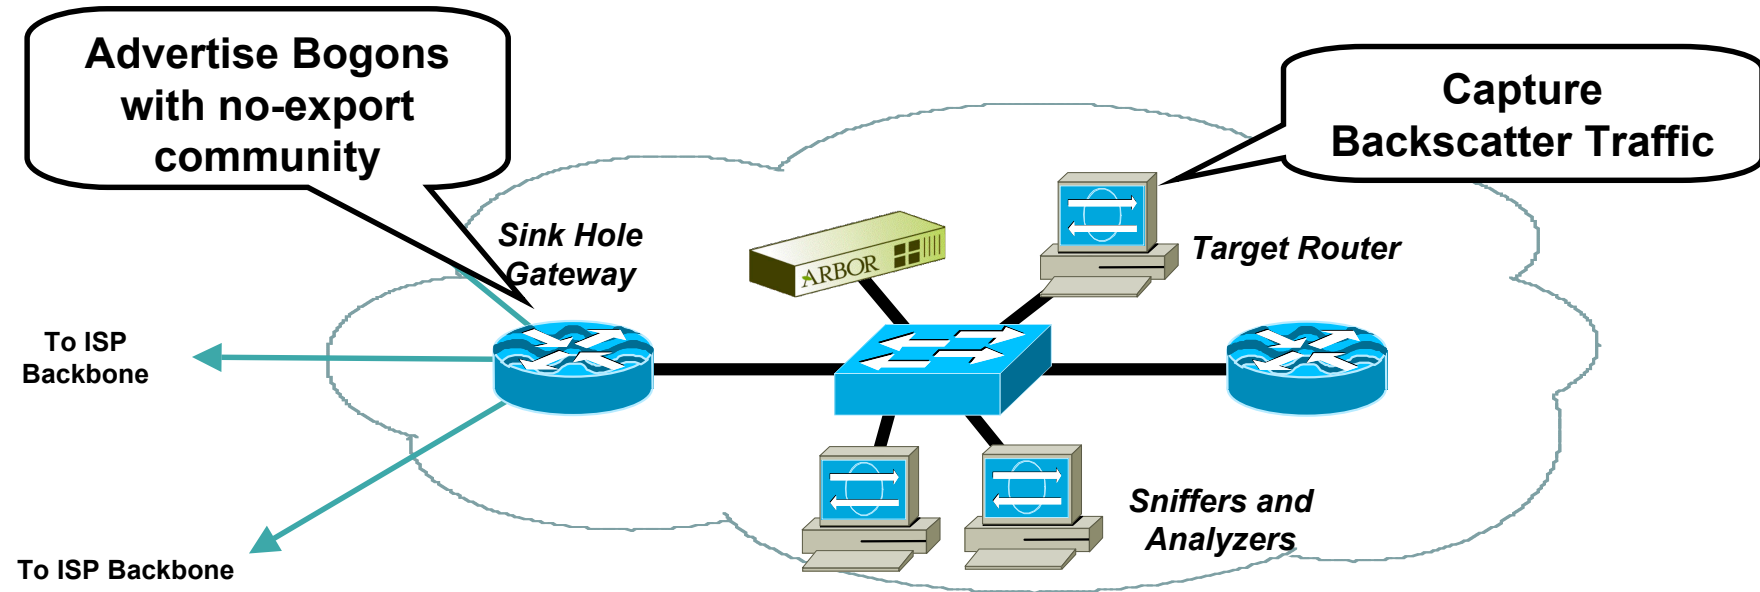 Advertise Bogons
with no-export
community
Capture
Backscatter Traffic
Sink Hole
Gateway
ARBOR
Target Router
To ISP
Backbone
Sniffers and
Analyzers
To ISP Backbone